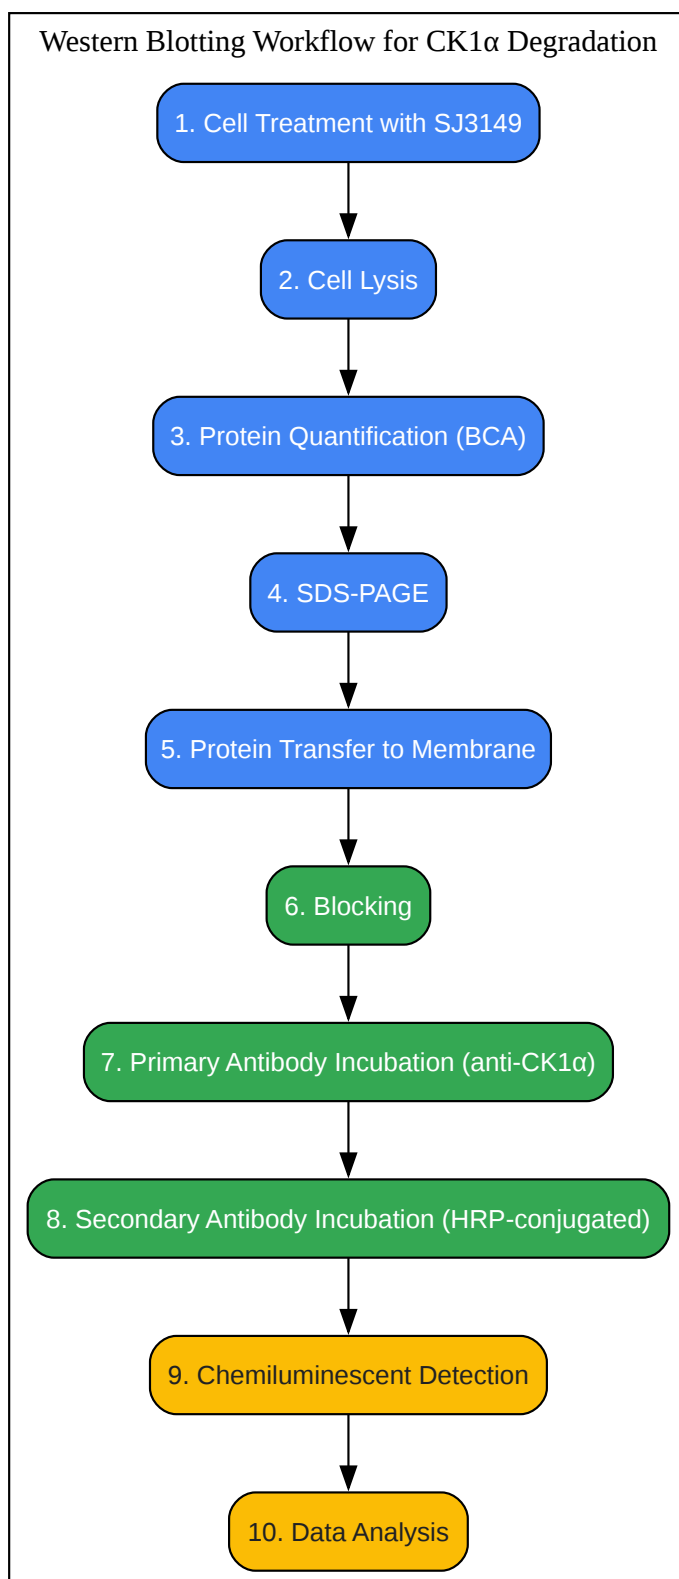 Western Blotting Workflow for CK1α Degradation
1. Cell Treatment with SJ3149
2. Cell Lysis
3. Protein Quantification (BCA)
4. SDS-PAGE
5. Protein Transfer to Membrane
6. Blocking
7. Primary Antibody Incubation (anti-CK1α)
8. Secondary Antibody Incubation (HRP-conjugated)
9. Chemiluminescent Detection
10. Data Analysis